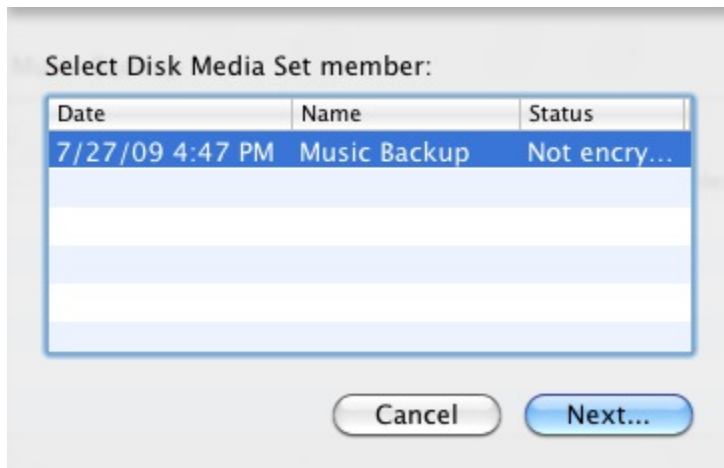 Select Disk Media Set member:
Date Name Status
7/27/09 4:47 PM Music Backup Not encry...
Cancel Next...